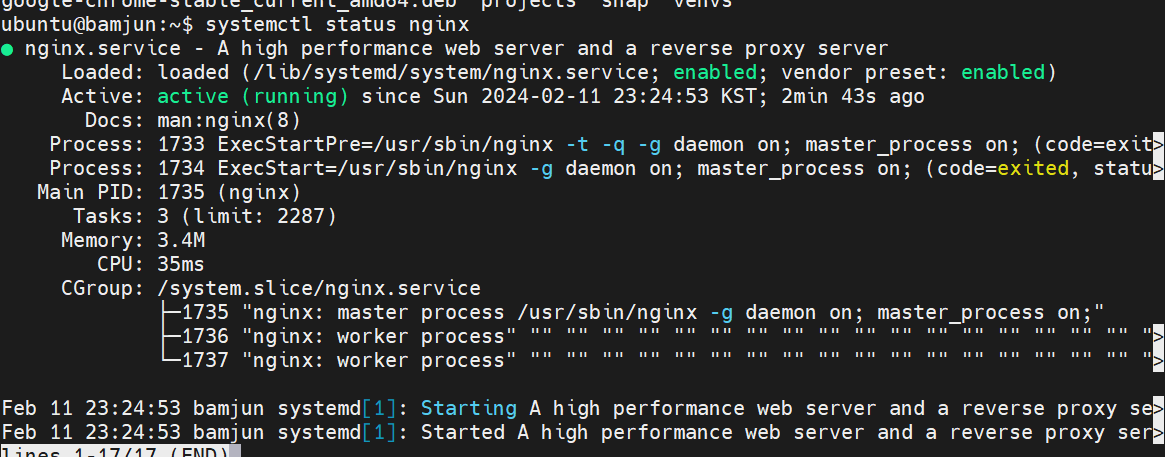 google-chrome-stable_current_amd64.deb  projects  snap  venvs
ubuntu@bamjun:~$ systemctl status nginx
● nginx.service - A high performance web server and a reverse proxy server
     Loaded: loaded (/lib/systemd/system/nginx.service; enabled; vendor preset: enabled)
     Active: active (running) since Sun 2024-02-11 23:24:53 KST; 2min 43s ago
       Docs: man:nginx(8)
    Process: 1733 ExecStartPre=/usr/sbin/nginx -t -q -g daemon on; master_process on; (code=exit>
    Process: 1734 ExecStart=/usr/sbin/nginx -g daemon on; master_process on; (code=exited, statu>
   Main PID: 1735 (nginx)
      Tasks: 3 (limit: 2287)
     Memory: 3.4M
        CPU: 35ms
     CGroup: /system.slice/nginx.service
             ├─1735 "nginx: master process /usr/sbin/nginx -g daemon on; master_process on;"
             ├─1736 "nginx: worker process" "" "" "" "" "" "" "" "" "" "" "" "" "" "" "" "" "" ">
             └─1737 "nginx: worker process" "" "" "" "" "" "" "" "" "" "" "" "" "" "" "" "" "" ">
Feb 11 23:24:53 bamjun systemd[1]: Starting A high performance web server and a reverse proxy se>
Feb 11 23:24:53 bamjun systemd[1]: Started A high performance web server and a reverse proxy ser>
lines 1-17/17 (END)